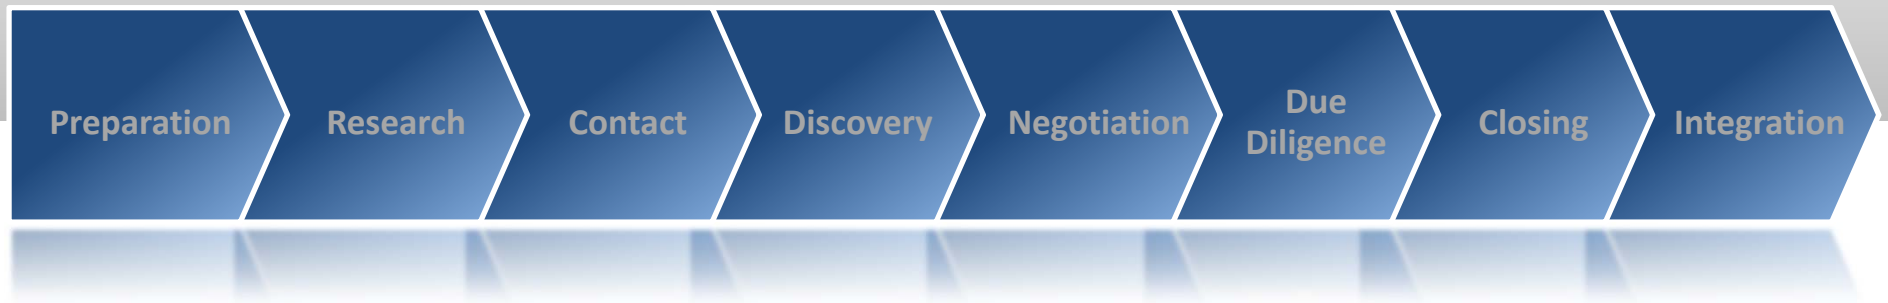 Preparation
Research
Contact
Discovery
Negotiation
Due
Diligence
Closing
Integration